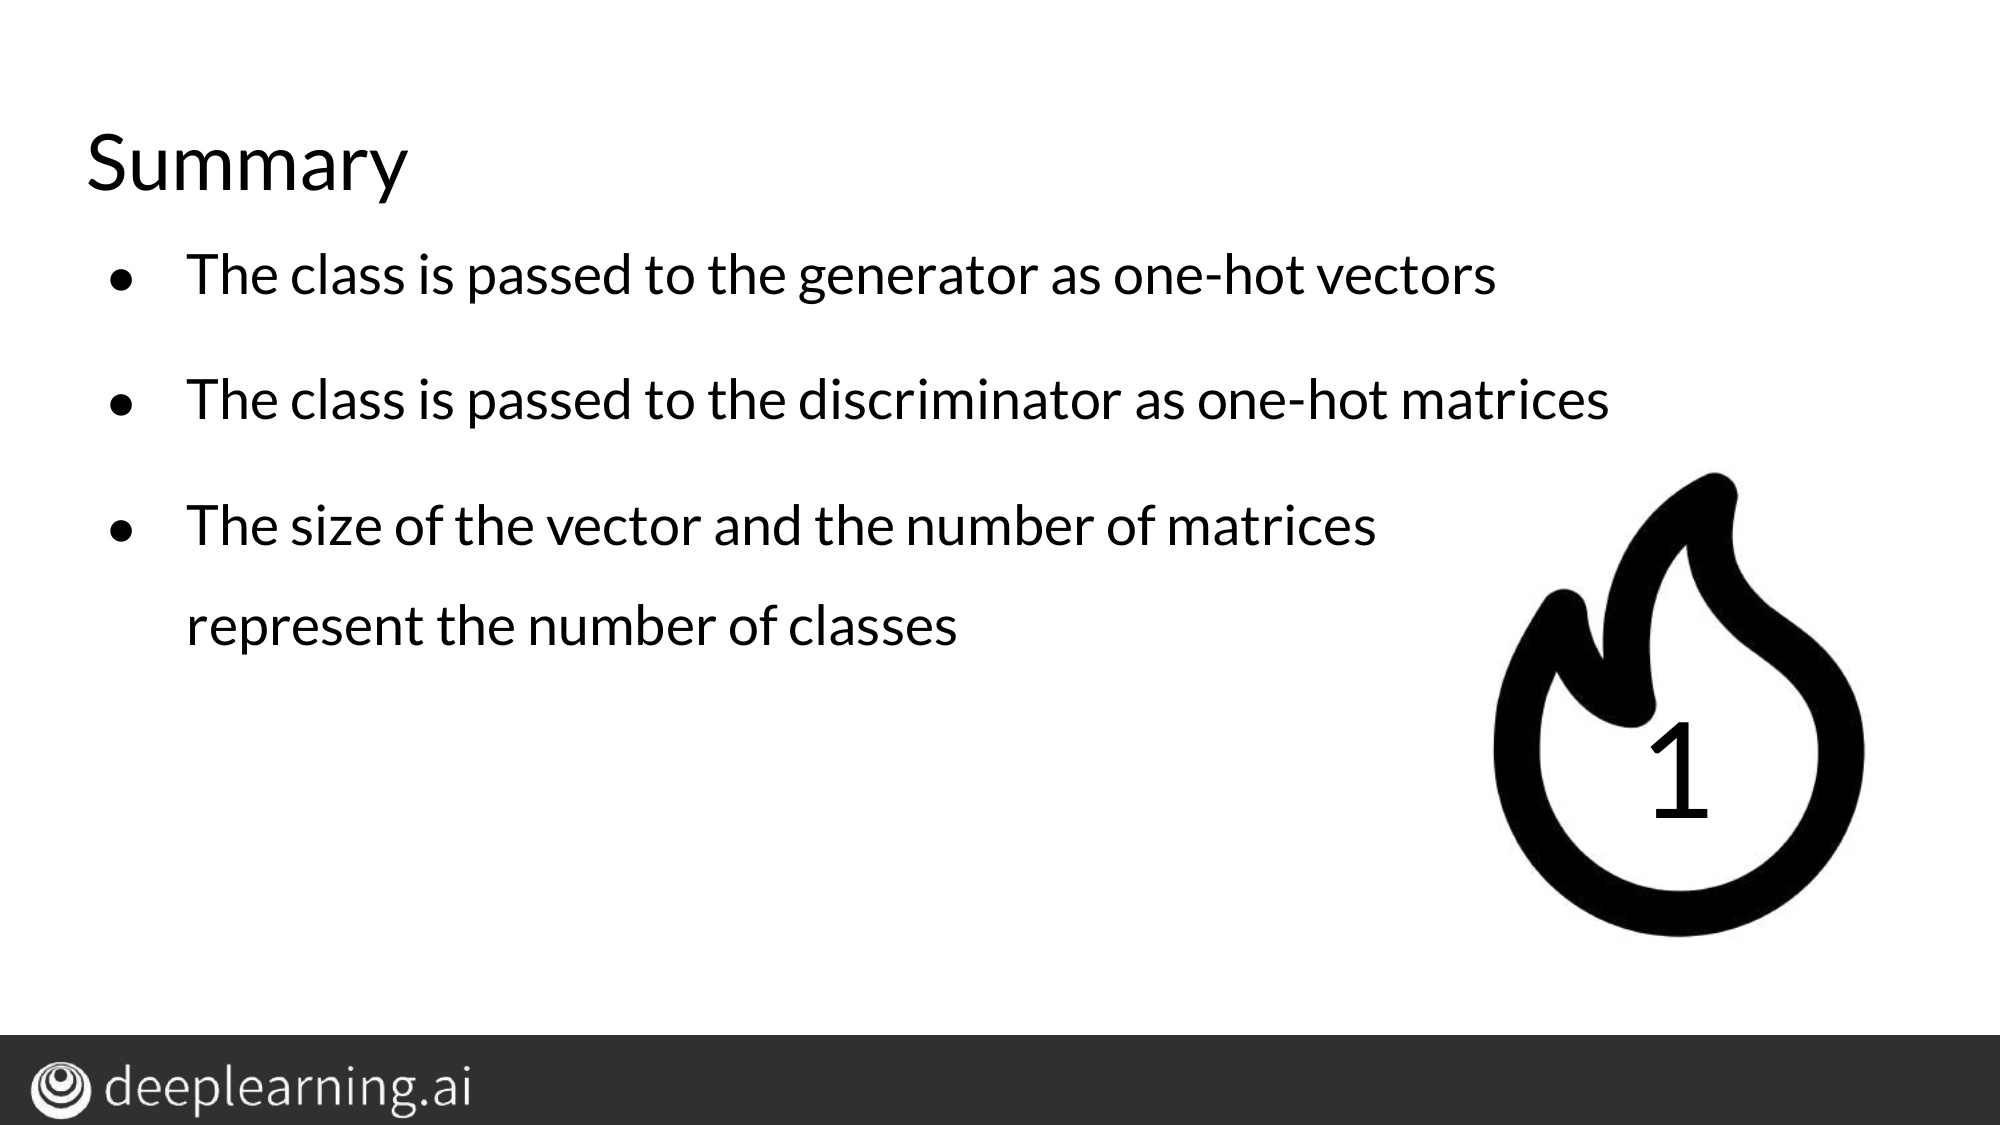 Summary
● The class is passed to the generator as one-hot vectors
● The class is passed to the discriminator as one-hot matrices
● The size of the vector and the number of matrices
represent the number of classes
1
deeplearning.ai